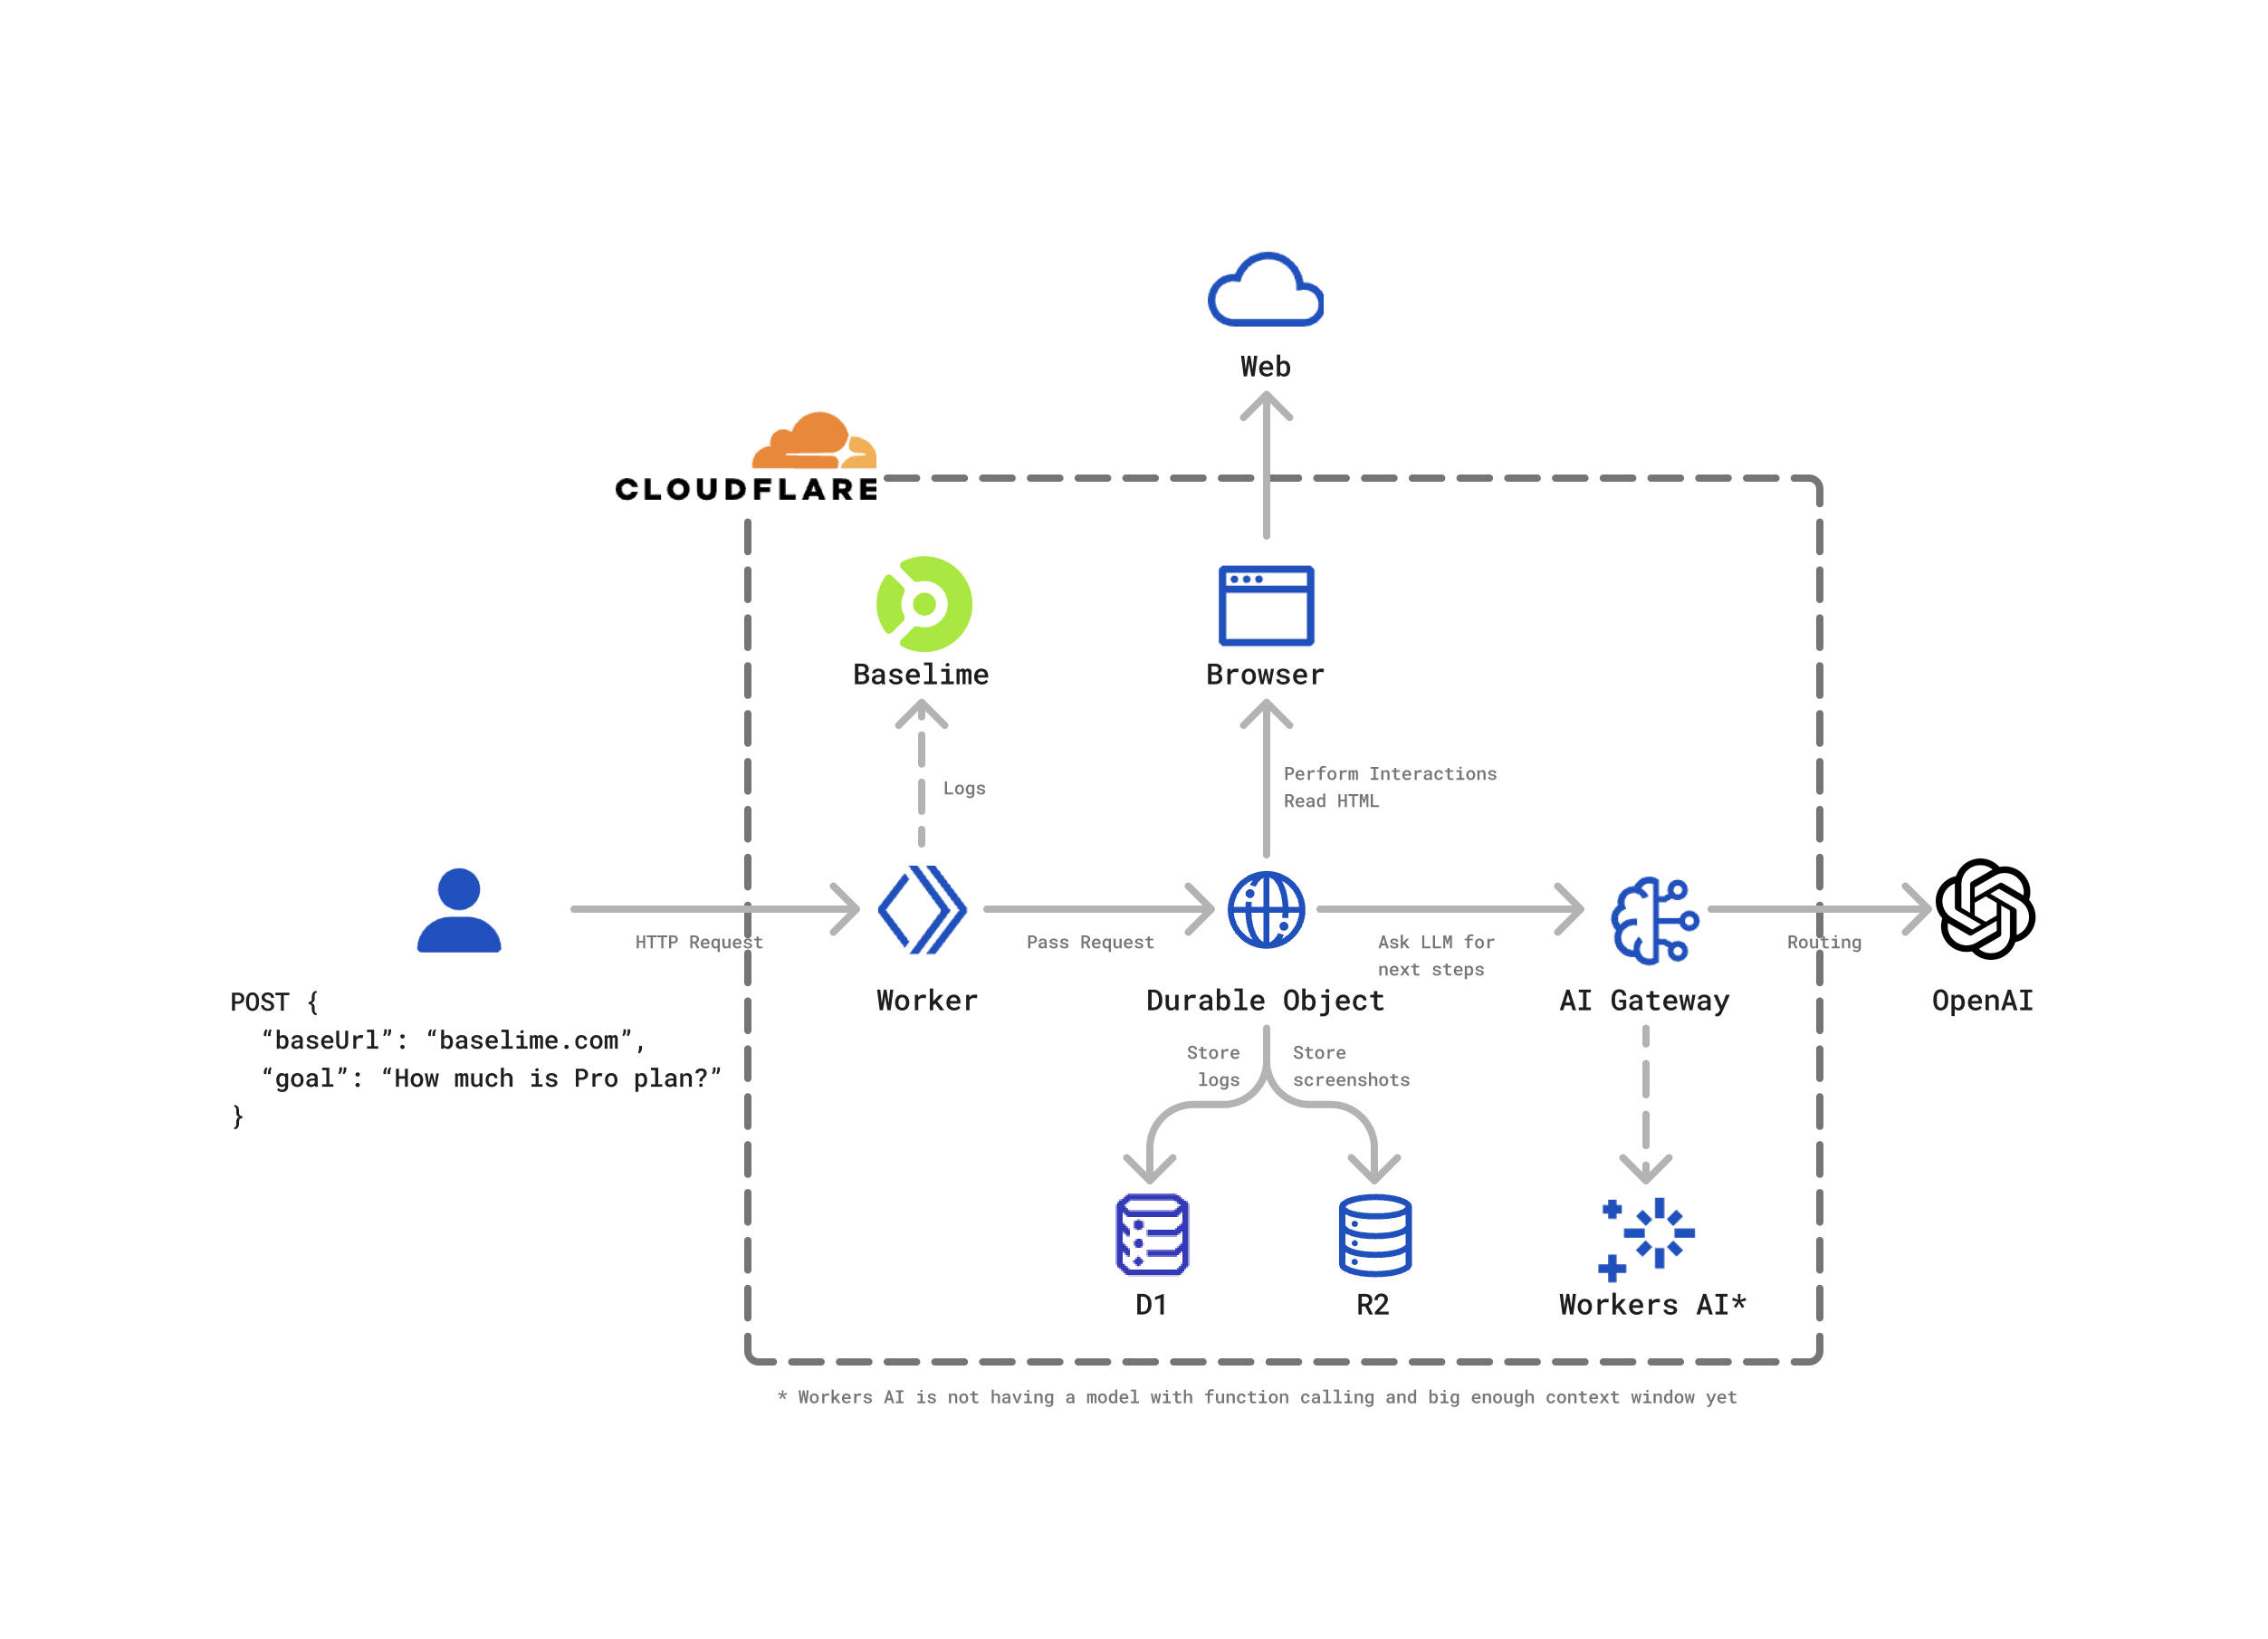 Web
CLOUDFLARE
Baselime
Browser
Logs
Perform Interactions
Read HTML
HTTP Request
Pass Request
Ask LLM for
next steps
Routing
Worker
Durable Object
AI Gateway
OpenAI
POST {
“baseUrl”: “baselime.com”,
“goal”: “How much is Pro plan?”
}
Store
logs
Store
screenshots
D1
R2
Workers AI*
* Workers AI is not having a model with function calling and big enough context window yet